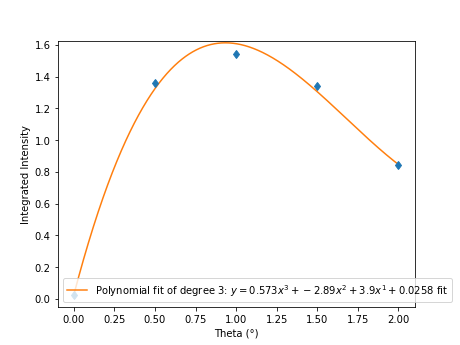 1.6
1.4
1.2
1.0
0.8
0.6
0.4
0.2
0.0
Integrated Intensity
Polynomial fit of degree 3: y = 0.573x³ + − 2.89x² + 3.9x¹ + 0.0258 fit
0.00 0.25 0.50 0.75 1.00 1.25 1.50 1.75 2.00
Theta (°)